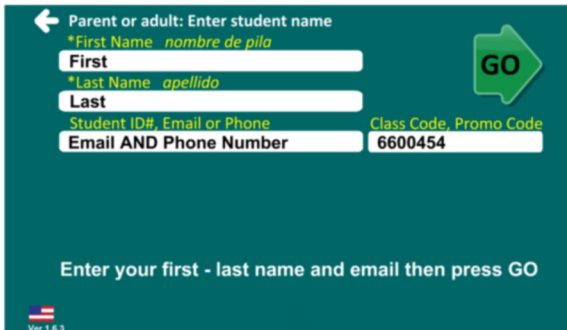 Parent or adult: Enter student name
*First Name nombre de pila
First
GO
*Last Name apellido
Last
Student ID#, Email or Phone Class Code, Promo Code
Email AND Phone Number 6600454
Enter your first - last name and email then press GO
Ver 1.6.3